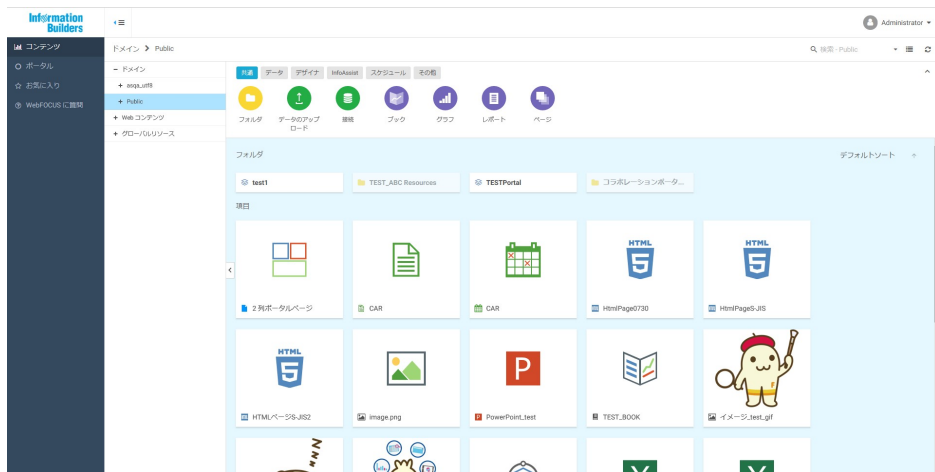 Information
Builders
Administrator
コンテンツ
ポータル
お気に入り
WebFOCUS に質問
ドメイン > Public
検索 - Public
ドメイン
asqa_utf8
Public
Web コンテンツ
グローバルリソース
共通 データ デザイナ InfoAssist スケジュール その他
フォルダ データのアップロード 接続 ブック グラフ レポート ページ
フォルダ
デフォルトソート
test1 TEST_ABC Resources TESTPortal コラボレーションポータ...
項目
HTML 5 HTML 5
2 列ポータルページ CAR CAR HtmlPage0730 HtmlPageS-JIS
HTML 5 P
HTMLページS-JIS2 image.png PowerPoint_test TEST_BOOK イメージ_test_gif